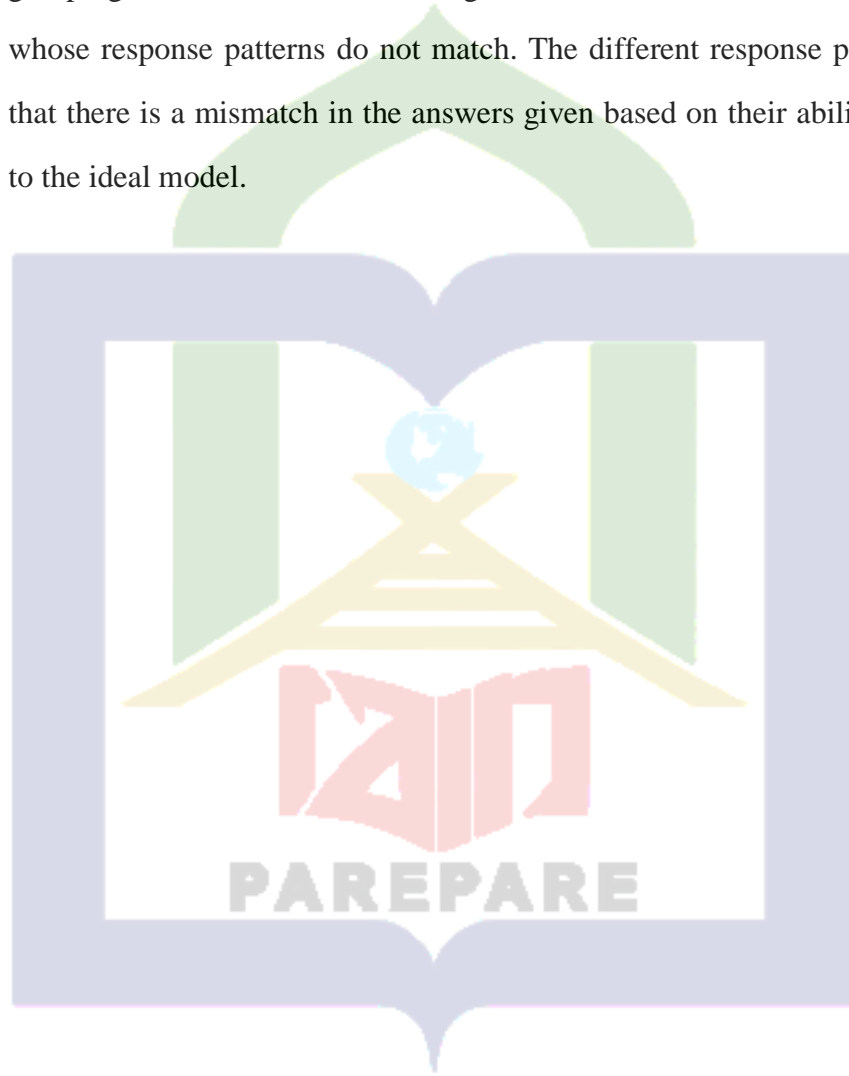 whose response patterns do not match. The different response p
that there is a mismatch in the answers given based on their abili
to the ideal model.
iain
PAREPARE